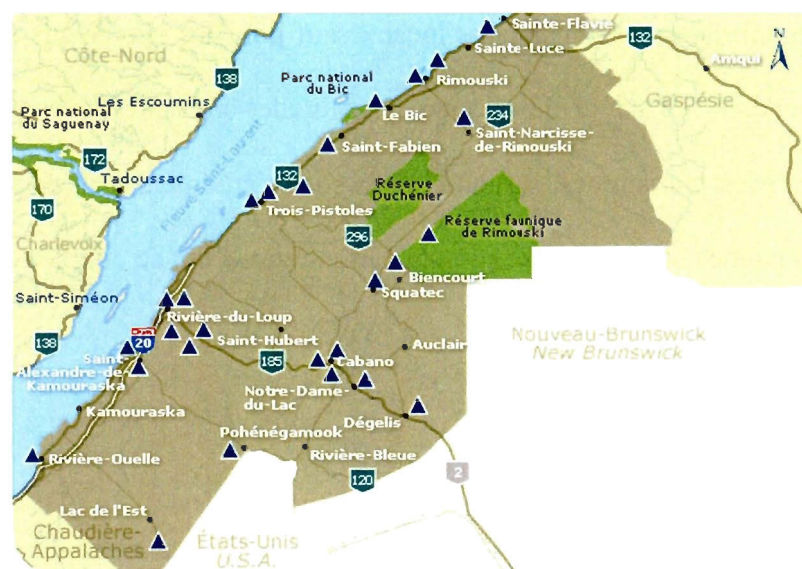 Sainte-Flavie
132
N
Côte-Nord
Sainte-Luce
138
Amqui
Parc national
du Bic
Rimouski
Les Escoumins
Gaspésie
Parc national
du Saguenay
Le Bic
234
Saint-Narcisse-
de-Rimouski
Fleuve Saint-Laurent
Saint-Fabien
172
Tadoussac
132
Réserve
Duchénier
170
Trois-Pistoles
Réserve faunique
de Rimouski
296
Charlevoix
Biencourt
Squatec
Saint-Siméon
Rivière-du-Loup
Nouveau-Brunswick
New Brunswick
138
20
Saint-Hubert
Auclair
185
Cabano
Saint-
Alexandre-de-
Kamouraska
Notre-Dame-
du-Lac
Kamouraska
Dégelis
Pohénégamook
Rivière-Ouelle
Rivière-Bleue
2
120
Lac de l'Est
Chaudière-
Appalaches
États-Unis
U.S.A.